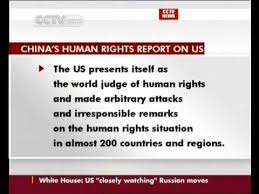 CCTV
CCTV
NEWS
CHINA'S HUMAN RIGHTS REPORT ON US
• The US presents itself as
the world judge of human rights
and made arbitrary attacks
and irresponsible remarks
on the human rights situation
in almost 200 countries and regions.
White House: US "closely watching" Russian moves